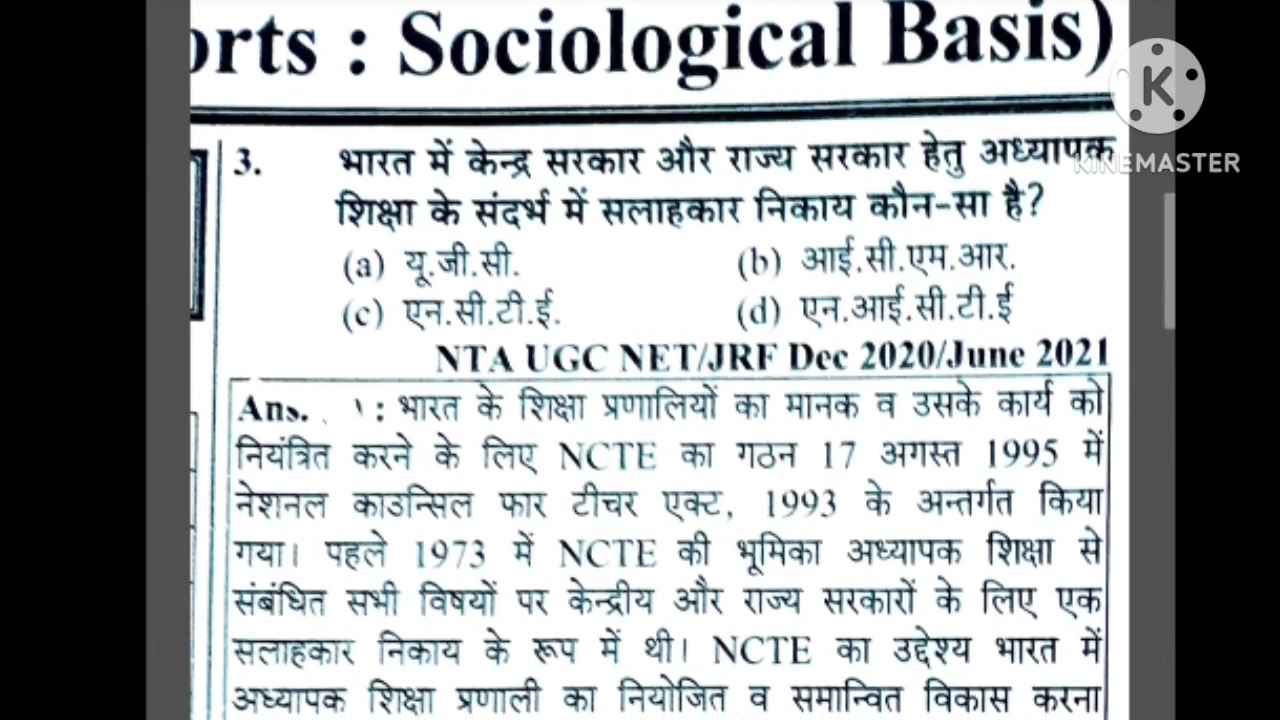 orts : Sociological Basis)
K
KINEMASTER
3. भारत में केन्द्र सरकार और राज्य सरकार हेतु अध्यापक
शिक्षा के संदर्भ में सलाहकार निकाय कौन-सा है?
(a) यू.जी.सी. (b) आई.सी.एम.आर.
(c) एन.सी.टी.ई. (d) एन.आई.सी.टी.ई
NTA UGC NET/JRF Dec 2020/June 2021
Ans. : भारत के शिक्षा प्रणालियों का मानक व उसके कार्य को
नियंत्रित करने के लिए NCTE का गठन 17 अगस्त 1995 में
नेशनल काउन्सिल फार टीचर एक्ट, 1993 के अन्तर्गत किया
गया। पहले 1973 में NCTE की भूमिका अध्यापक शिक्षा से
संबंधित सभी विषयों पर केन्द्रीय और राज्य सरकारों के लिए एक
सलाहकार निकाय के रूप में थी। NCTE का उद्देश्य भारत में
अध्यापक शिक्षा प्रणाली का नियोजित व समान्वित विकास करना